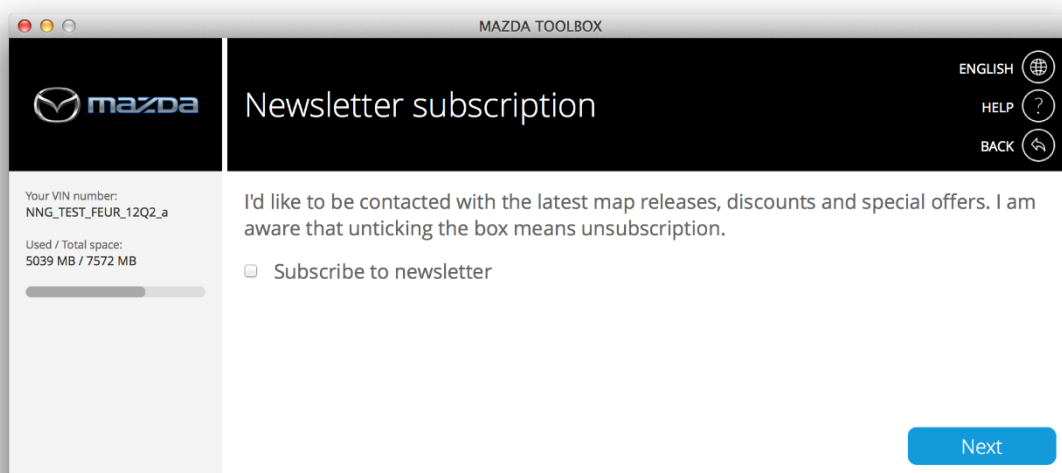 MAZDA TOOLBOX
mazda
Newsletter subscription
ENGLISH
HELP ?
BACK
Your VIN number:
NNG_TEST_FEUR_12Q2_a
Used / Total space:
5039 MB / 7572 MB
I'd like to be contacted with the latest map releases, discounts and special offers. I am
aware that unticking the box means unsubscription.
Subscribe to newsletter
Next